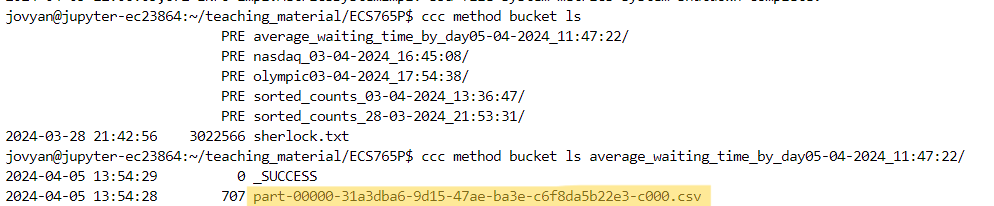 jovyan@jupyter-ec23864:~/teaching_material/ECS765P$ ccc method bucket ls
PRE average_waiting_time_by_day05-04-2024_11:47:22/
PRE nasdaq_03-04-2024_16:45:08/
PRE olympic03-04-2024_17:54:38/
PRE sorted_counts_03-04-2024_13:36:47/
PRE sorted_counts_28-03-2024_21:53:31/
2024-03-28 21:42:56 3022566 sherlock.txt
jovyan@jupyter-ec23864:~/teaching_material/ECS765P$ ccc method bucket ls average_waiting_time_by_day05-04-2024_11:47:22/
2024-04-05 13:54:29 0 _SUCCESS
2024-04-05 13:54:28 707 part-00000-31a3dba6-9d15-47ae-ba3e-c6f8da5b22e3-c000.csv